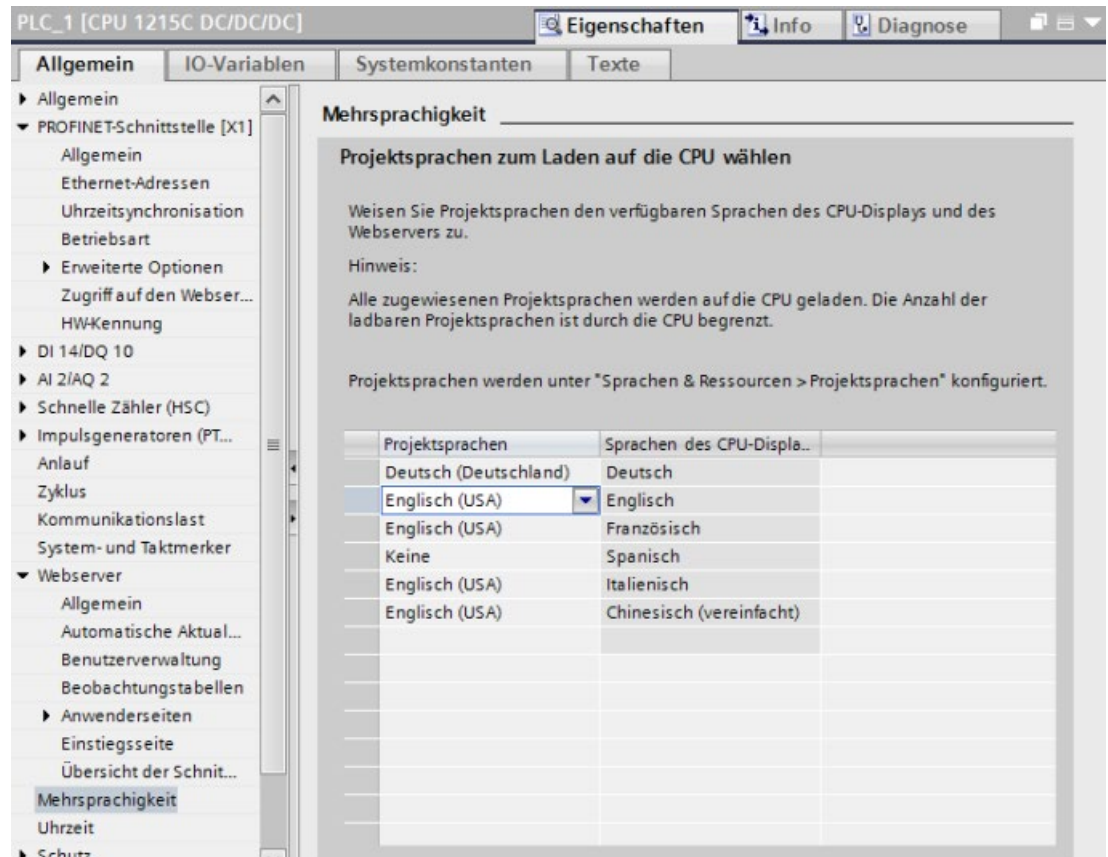 PLC_1 [CPU 1215C DC/DC/DC]
Eigenschaften
Info
Diagnose
Allgemein
IO-Variablen
Systemkonstanten
Texte
Allgemein
PROFINET-Schnittstelle [X1]
Allgemein
Ethernet-Adressen
Uhrzeitsynchronisation
Betriebsart
Erweiterte Optionen
Zugriff auf den Webser...
HW-Kennung
DI 14/DQ 10
AI 2/AQ 2
Schnelle Zähler (HSC)
Impulsgeneratoren (PT...
Anlauf
Zyklus
Kommunikationslast
System- und Taktmerker
Webserver
Allgemein
Automatische Aktual...
Benutzerverwaltung
Beobachtungstabellen
Anwenderseiten
Einstiegsseite
Übersicht der Schnit...
Mehrsprachigkeit
Uhrzeit
Schutz
Mehrsprachigkeit
Projektsprachen zum Laden auf die CPU wählen
Weisen Sie Projektsprachen den verfügbaren Sprachen des CPU-Displays und des
Webservers zu.
Hinweis:
Alle zugewiesenen Projektsprachen werden auf die CPU geladen. Die Anzahl der
ladbaren Projektsprachen ist durch die CPU begrenzt.
Projektsprachen werden unter "Sprachen & Ressourcen > Projektsprachen" konfiguriert.
Projektsprachen Sprachen des CPU-Displa..
Deutsch (Deutschland) Deutsch
Englisch (USA) Englisch
Englisch (USA) Französisch
Keine Spanisch
Englisch (USA) Italienisch
Englisch (USA) Chinesisch (vereinfacht)